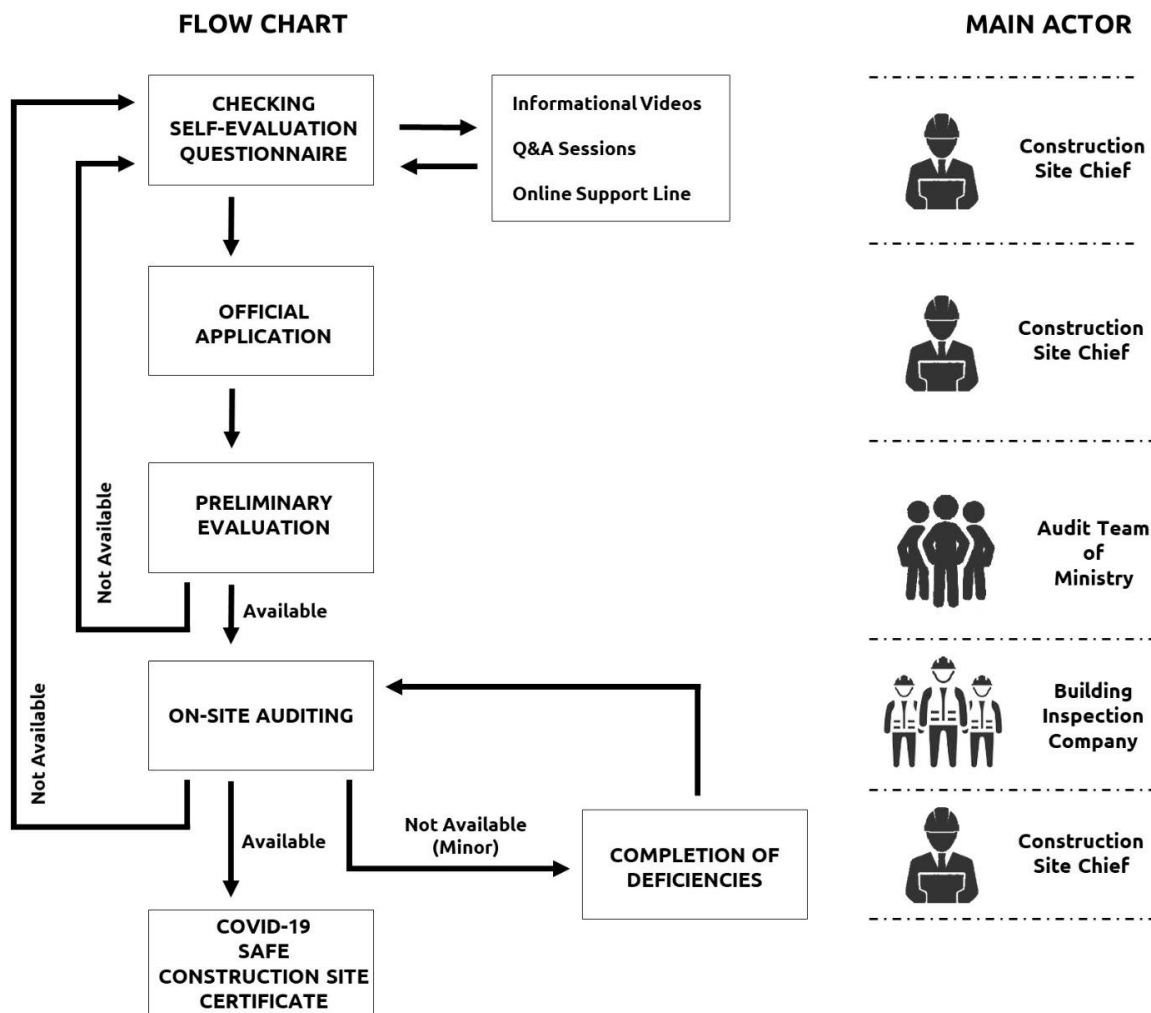 FLOW CHART
MAIN ACTOR
CHECKING
SELF-EVALUATION
QUESTIONNAIRE
Informational Videos
Q&A Sessions
Online Support Line
Construction
Site Chief
OFFICIAL
APPLICATION
Construction
Site Chief
PRELIMINARY
EVALUATION
Not Available
Available
Audit Team
of
Ministry
ON-SITE AUDITING
Not Available
Building
Inspection
Company
Available
Not Available
(Minor)
COMPLETION OF
DEFICIENCIES
Construction
Site Chief
COVID-19
SAFE
CONSTRUCTION SITE
CERTIFICATE